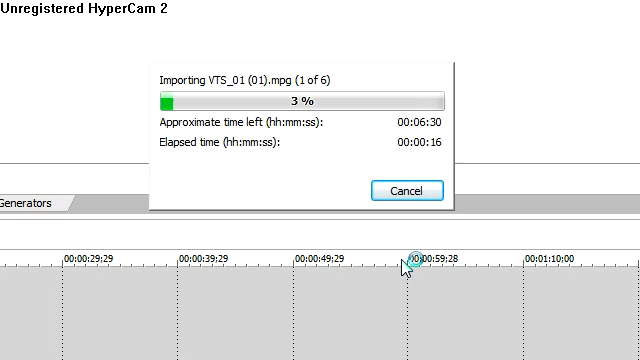 Unregistered HyperCam 2
Importing VTS_01 (01).mpg (1 of 6)
3 %
Approximate time left (hh:mm:ss): 00:06:30
Elapsed time (hh:mm:ss): 00:00:16
Cancel
Generators
00:00:29;29 00:00:39;29 00:00:49;29 00:00:59;28 00:01:10;00